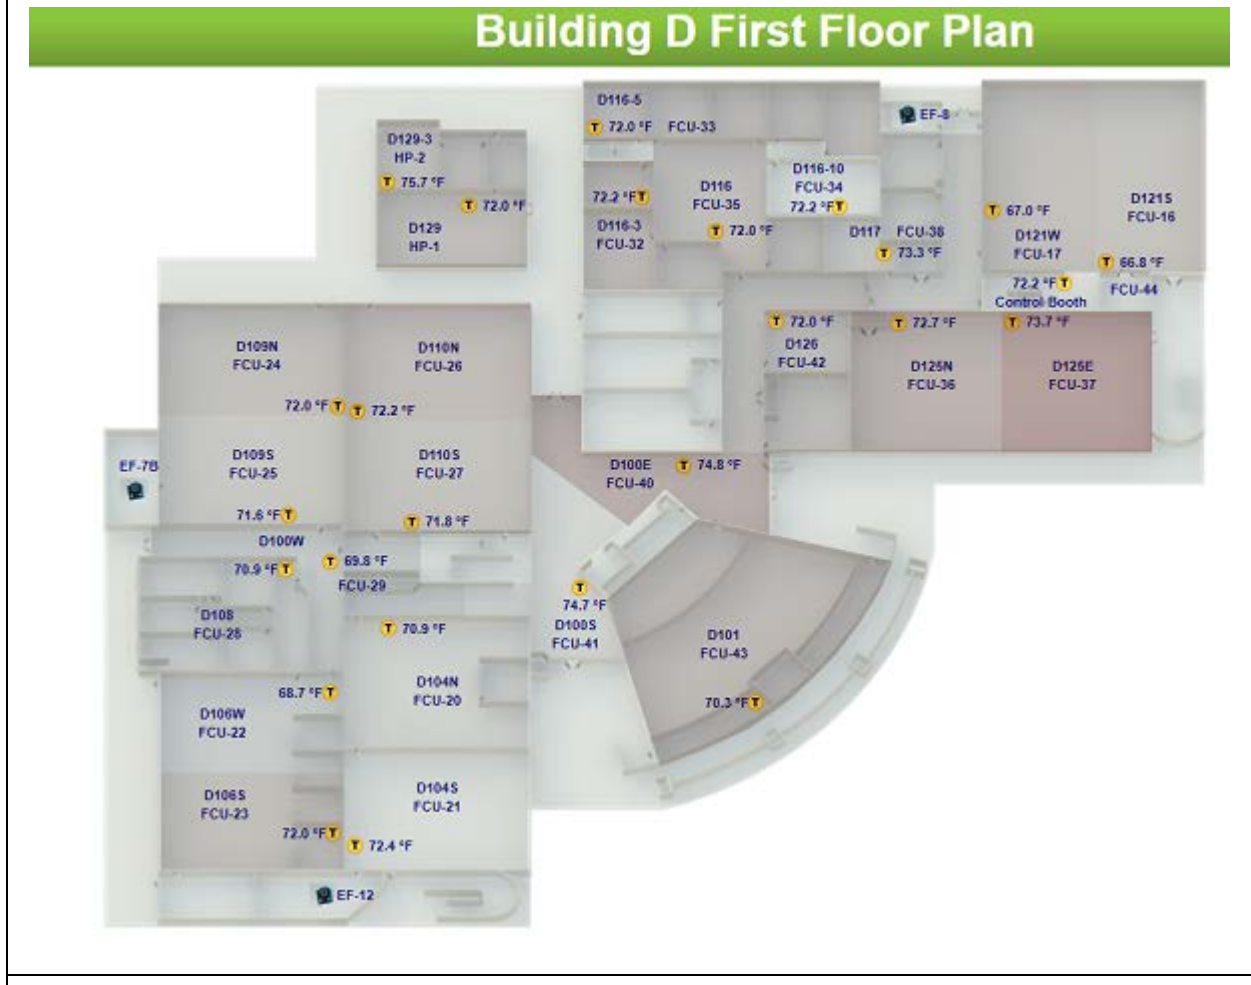 Building D First Floor Plan
D116-5
T 72.0 °F FCU-33
EF-8
D129-3
HP-2
T 75.7 °F
T 72.0 °F
D129
HP-1
72.2 °F T
D116-3
FCU-32
D116
FCU-35
T 72.0 °F
D116-10
FCU-34
72.2 °F T
D117 FCU-38
T 73.3 °F
T 67.0 °F
D121W
FCU-17
D121S
FCU-16
T 66.8 °F
FCU-44
72.2 °F T
Control Booth
T 72.0 °F
D126
FCU-42
T 72.7 °F
D125N
FCU-36
T 73.7 °F
D125E
FCU-37
D109N
FCU-24
72.0 °F T
D110N
FCU-26
T 72.2 °F
EF-7B
D109S
FCU-25
71.6 °F T
D110S
FCU-27
T 71.8 °F
D100E
FCU-40
T 74.8 °F
D100W
T 69.8 °F
FCU-29
70.9 °F T
D108
FCU-28
T
74.7 °F
D100S
FCU-41
D101
FCU-43
70.3 °F T
T 70.9 °F
D104N
FCU-20
68.7 °F T
D106W
FCU-22
D106S
FCU-23
72.0 °F T
D104S
FCU-21
T 72.4 °F
EF-12